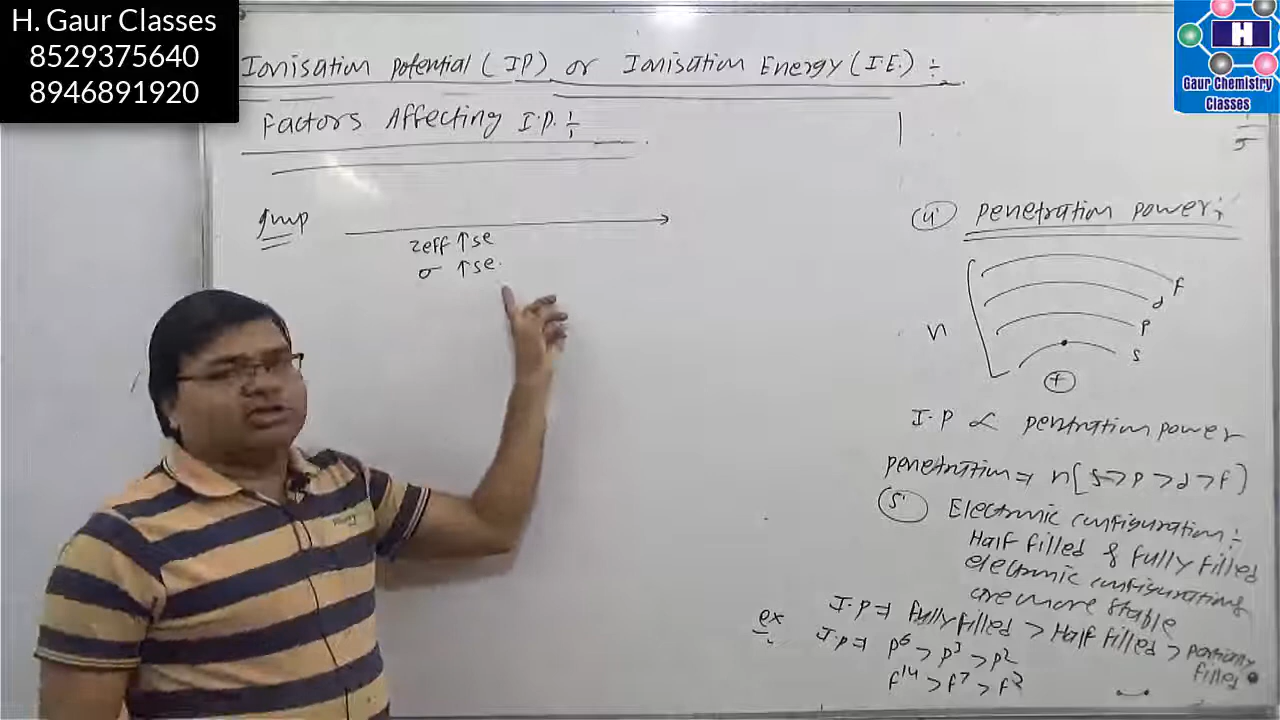 H. Gaur Classes
8529375640
8946891920
H
Gaur Chemistry
Classes
Ionisation potential (IP) or Ionisation Energy (I.E.) :-
Factors Affecting I.P. :-
Imp
Zeff ↑se
σ ↑se.
(4) penetration power:
f
d
p
s
n
+
I.P ∝ penetration power
penetration ⇒ n[s > p > d > f)
(5) Electronic configuration :-
Half filled & fully filled
electronic configurations
are more stable
I.P ⇒ fully filled > Half filled > partially
filled
ex
I.P ⇒ p⁶ > p³ > p²
f¹⁴ > f⁷ > f³